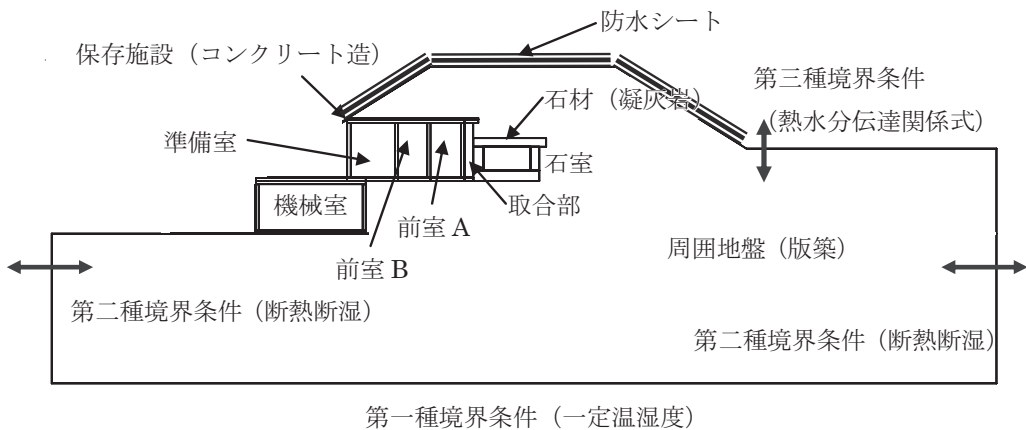 防水シート
保存施設（コンクリート造）
第三種境界条件
（熱水分伝達関係式）
石材（凝灰岩）
準備室
石室
取合部
機械室
前室 A
前室 B
周囲地盤（版築）
第二種境界条件（断熱断湿）
第二種境界条件（断熱断湿）
第一種境界条件（一定温湿度）